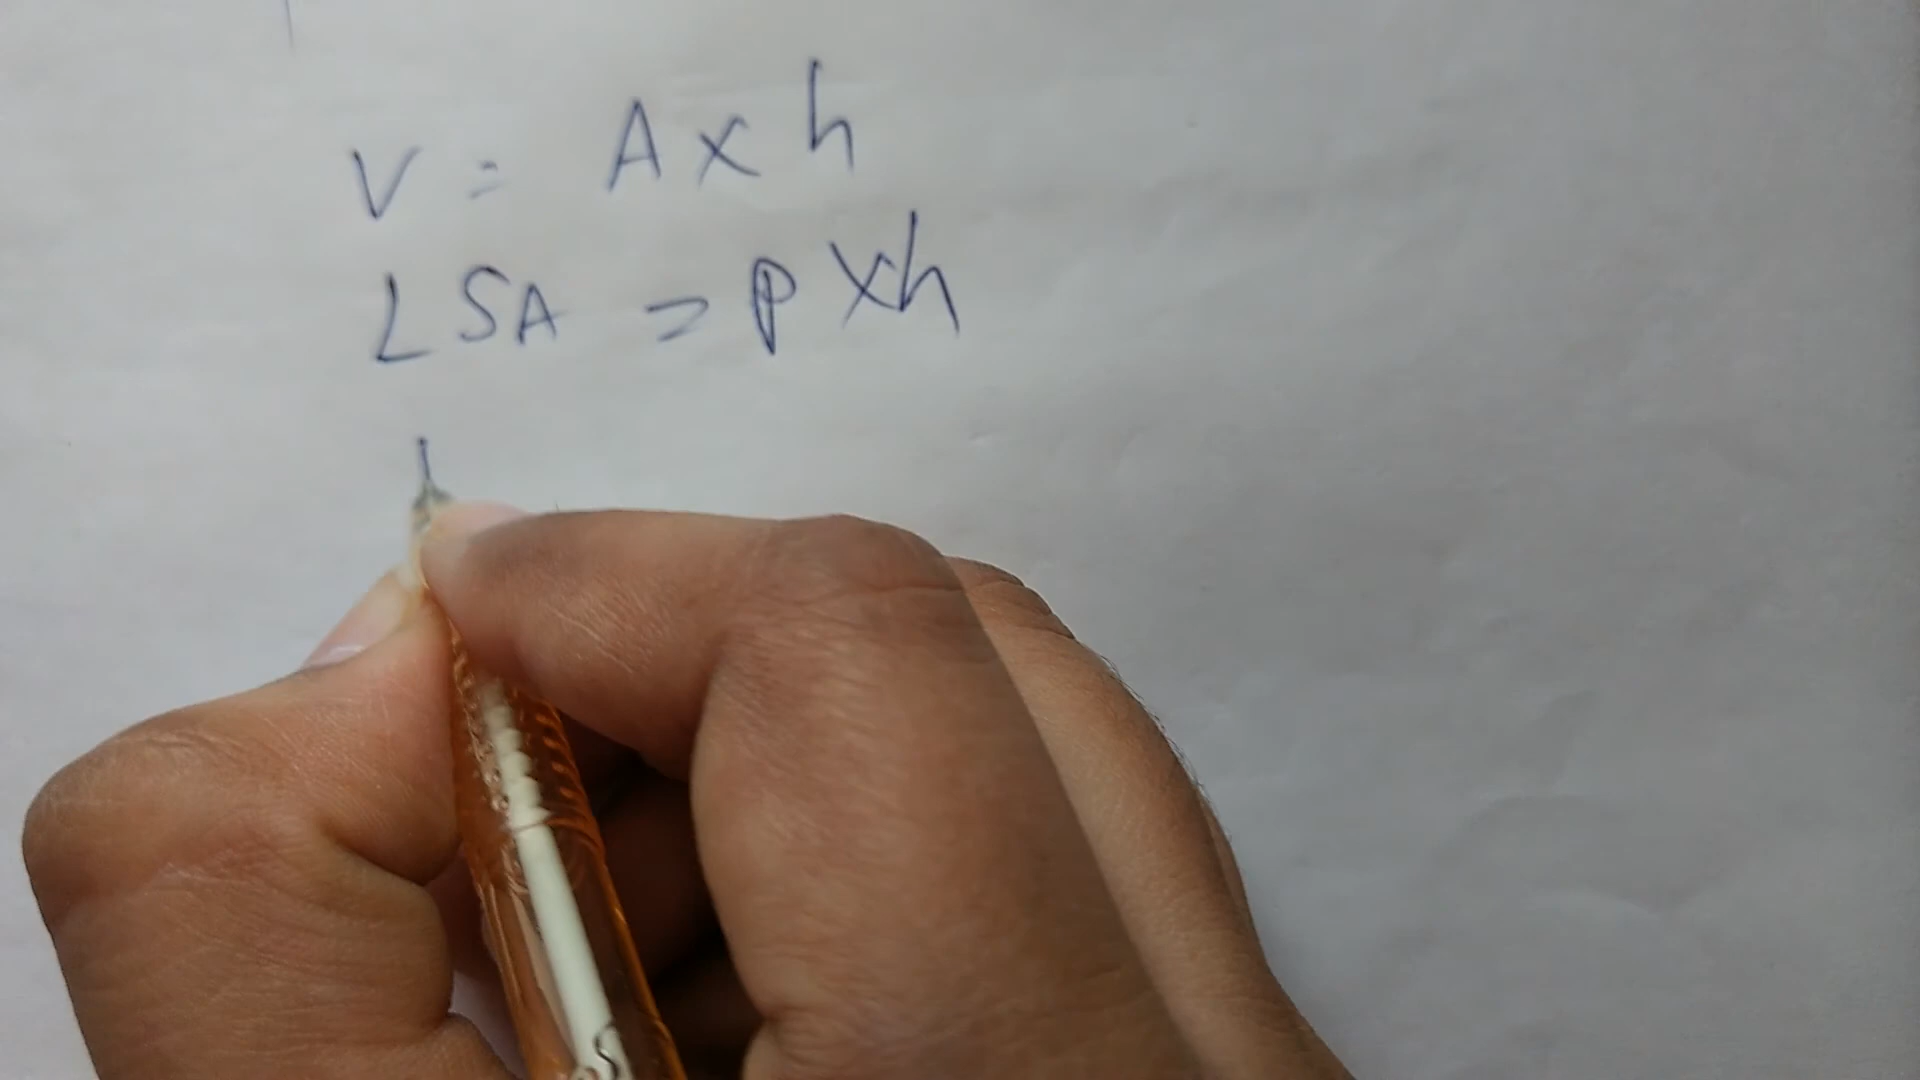 V = A x h
LSA = P x h